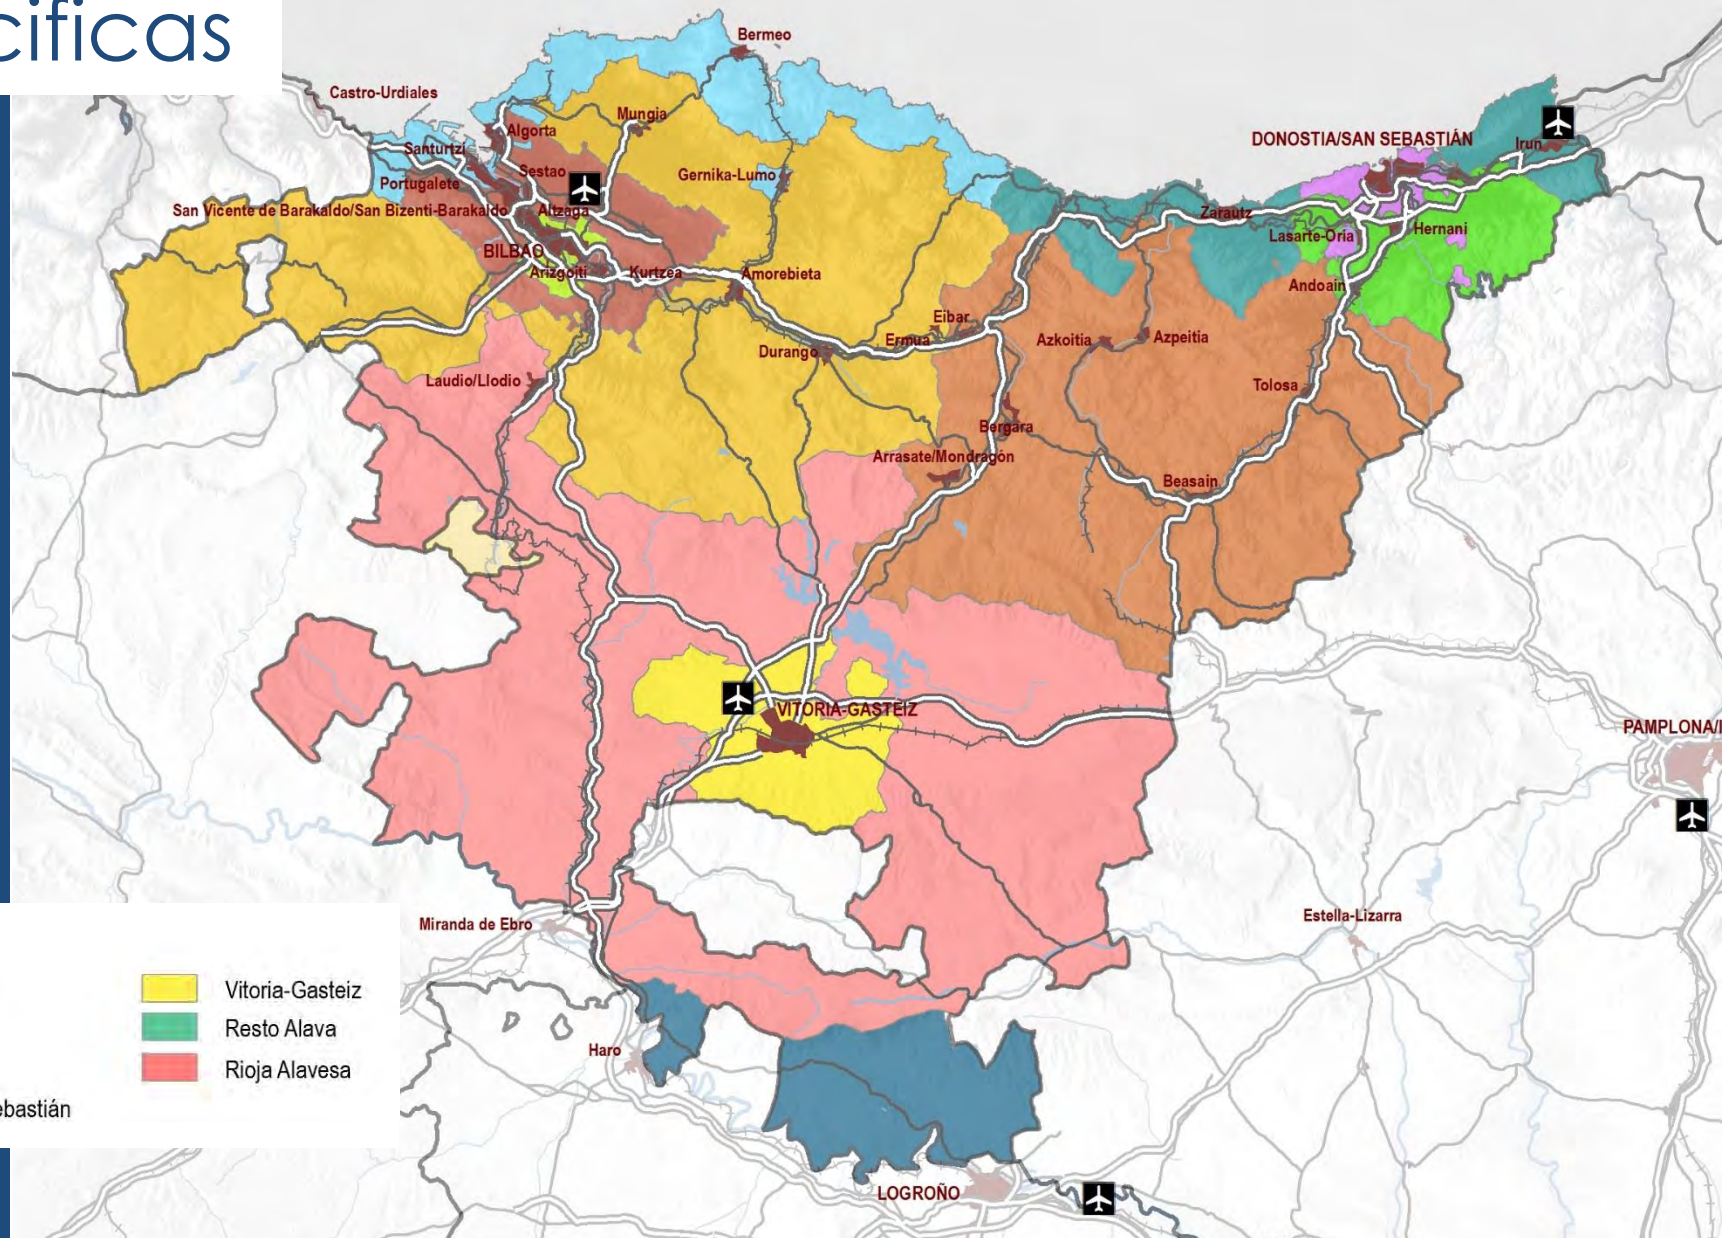 cificas
Bermeo
Castro-Urdiales
Algorta
Mungia
DONOSTIA/SAN SEBASTIÁN
Irun
Santurtzi
Sestao
Gernika-Lumo
Portugalete
San Vicente de Barakaldo/San Bizenti-Barakaldo
Altzaga
Zarautz
Lasarte-Oria
Hernani
BILBAO
Arizgoiti
Kurtzea
Amorebieta
Andoain
Eibar
Ermua
Azkoitia
Azpeitia
Durango
Laudio/Llodio
Tolosa
Bergara
Arrasate/Mondragón
Beasain
VITORIA-GASTEIZ
PAMPLONA/I
Miranda de Ebro
Estella-Lizarra
Vitoria-Gasteiz
Resto Alava
Haro
Rioja Alavesa
ebastián
LOGROÑO